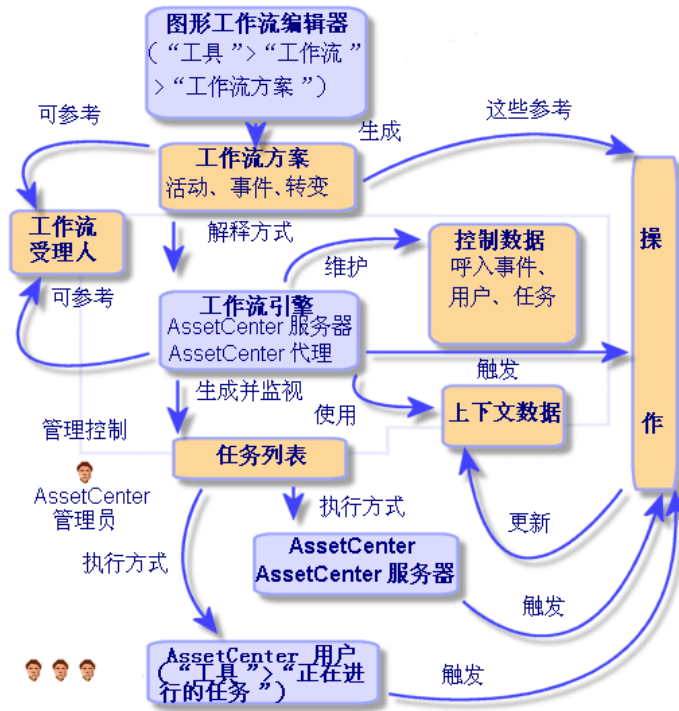 图形工作流编辑器
(“工具”>“工作流”
>“工作流方案”)
可参考
生成
这些参考
工作流方案
活动、事件、转变
工作流
受理人
解释方式
维护
控制数据
呼入事件、
用户、任务
操
作
可参考
工作流引擎
AssetCenter 服务器
AssetCenter 代理
触发
生成并监视
使用
上下文数据
管理控制
任务列表
AssetCenter
管理员
执行方式
更新
执行方式
AssetCenter
AssetCenter 服务器
触发
AssetCenter 用户
(“工具”>“正在进
行的任务”)
触发